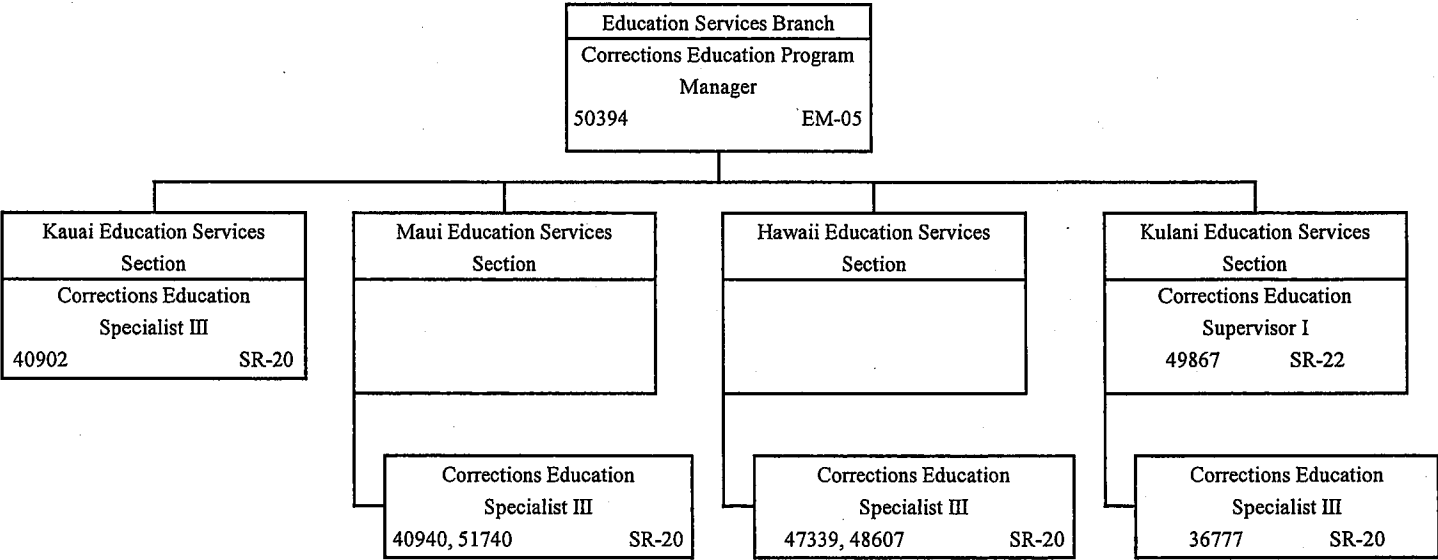 Education Services Branch
Corrections Education Program
Manager
50394 EM-05
Kauai Education Services
Section
Corrections Education
Specialist III
40902 SR-20
Maui Education Services
Section
Hawaii Education Services
Section
Kulani Education Services
Section
Corrections Education
Supervisor I
49867 SR-22
Corrections Education
Specialist III
40940, 51740 SR-20
Corrections Education
Specialist III
47339, 48607 SR-20
Corrections Education
Specialist III
36777 SR-20